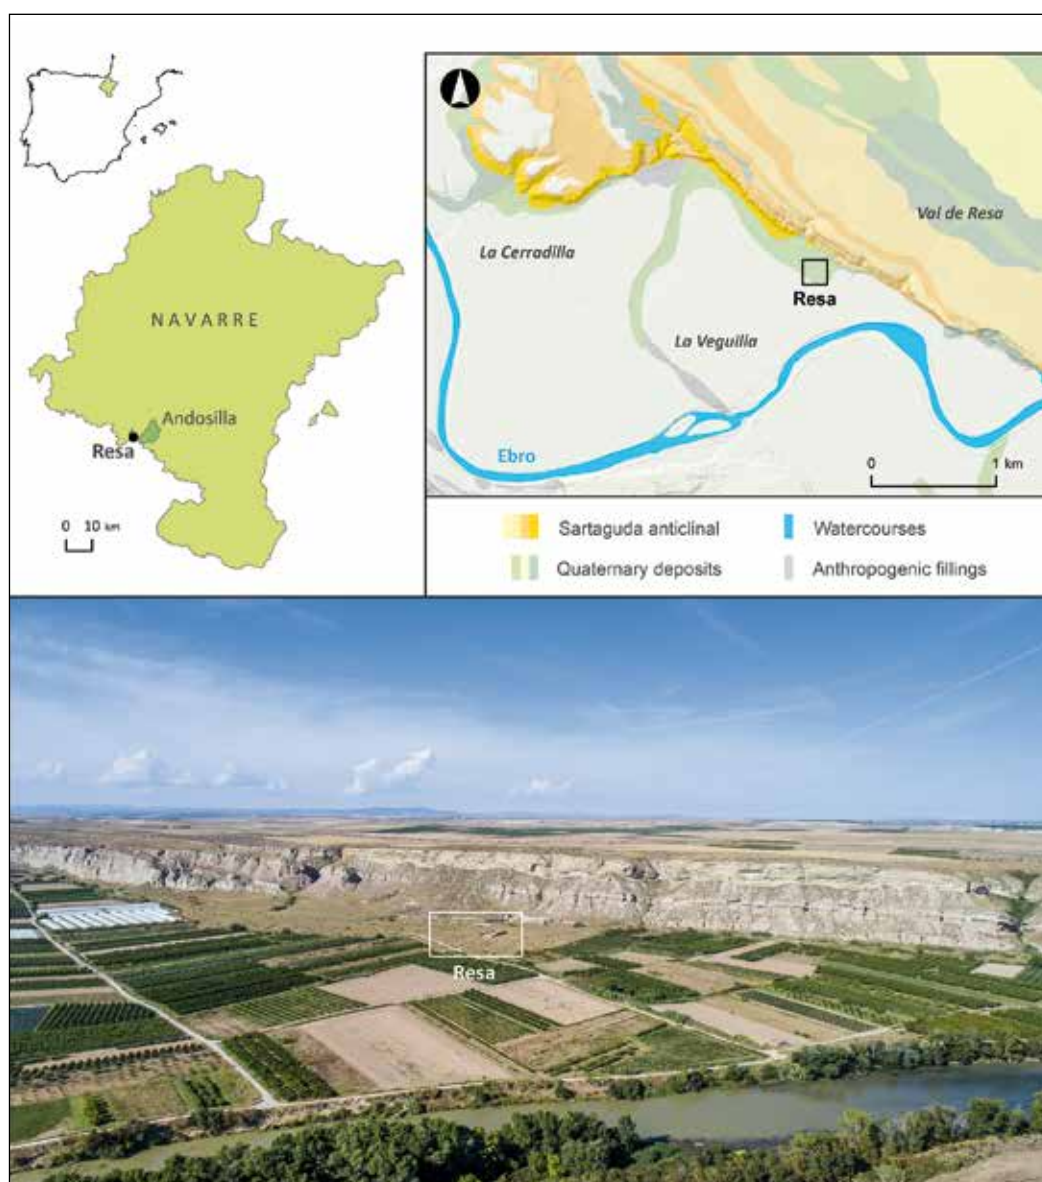 NAVARRE
Andosilla
Resa
0 10 km
Val de Resa
La Cerradilla
Resa
La Veguilla
Ebro
0 1 km
Sartaguda anticlinal
Watercourses
Quaternary deposits
Anthropogenic fillings
Resa